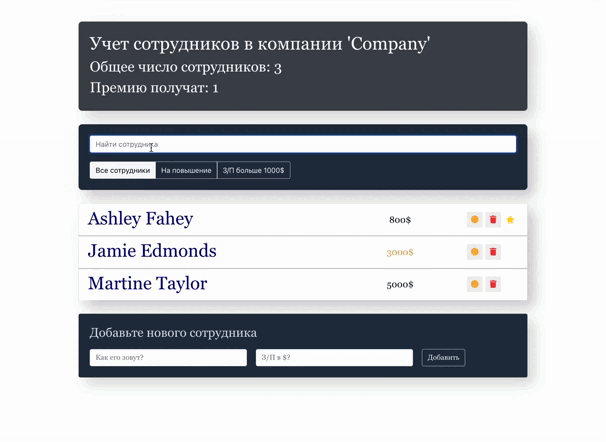 Учет сотрудников в компании 'Company'
Общее число сотрудников: 3
Премию получат: 1
Найти сотрудника
Все сотрудники На повышение З/П больше 1000$
Ashley Fahey 800$
Jamie Edmonds 3000$
Martine Taylor 5000$
Добавьте нового сотрудника
Как его зовут? З/П в $? Добавить